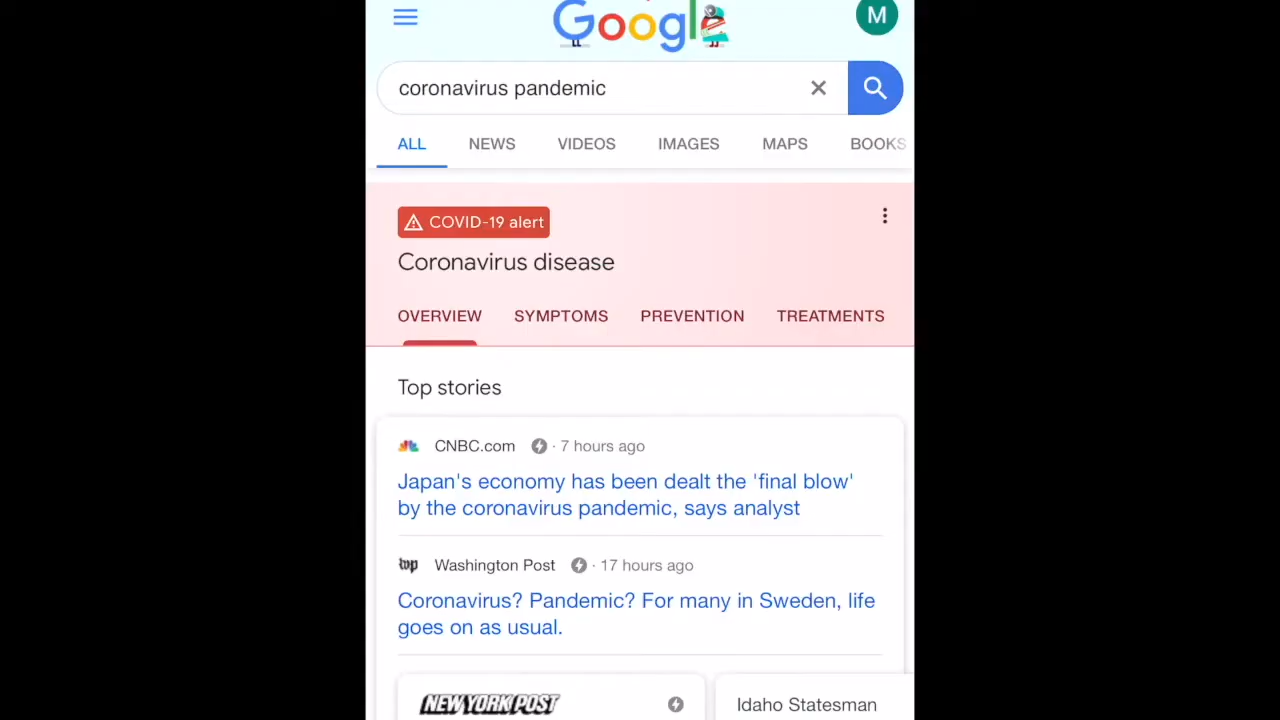 Google
M
coronavirus pandemic
ALL NEWS VIDEOS IMAGES MAPS BOOKS
COVID-19 alert
Coronavirus disease
OVERVIEW SYMPTOMS PREVENTION TREATMENTS
Top stories
CNBC.com · 7 hours ago
Japan's economy has been dealt the 'final blow'
by the coronavirus pandemic, says analyst
wp Washington Post · 17 hours ago
Coronavirus? Pandemic? For many in Sweden, life
goes on as usual.
NEW YORK POST
Idaho Statesman